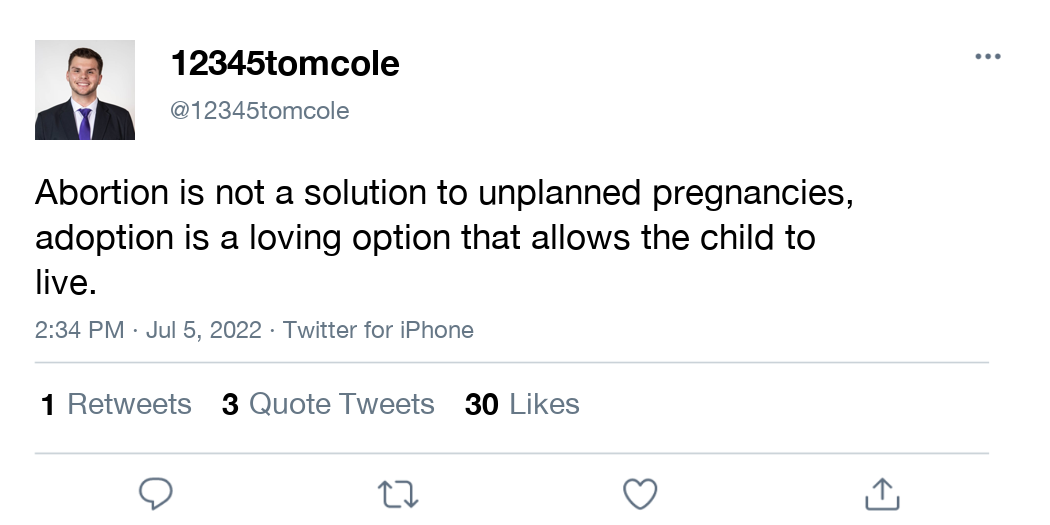 12345tomcole
@12345tomcole
Abortion is not a solution to unplanned pregnancies,
adoption is a loving option that allows the child to
live.
2:34 PM · Jul 5, 2022 · Twitter for iPhone
1 Retweets 3 Quote Tweets 30 Likes